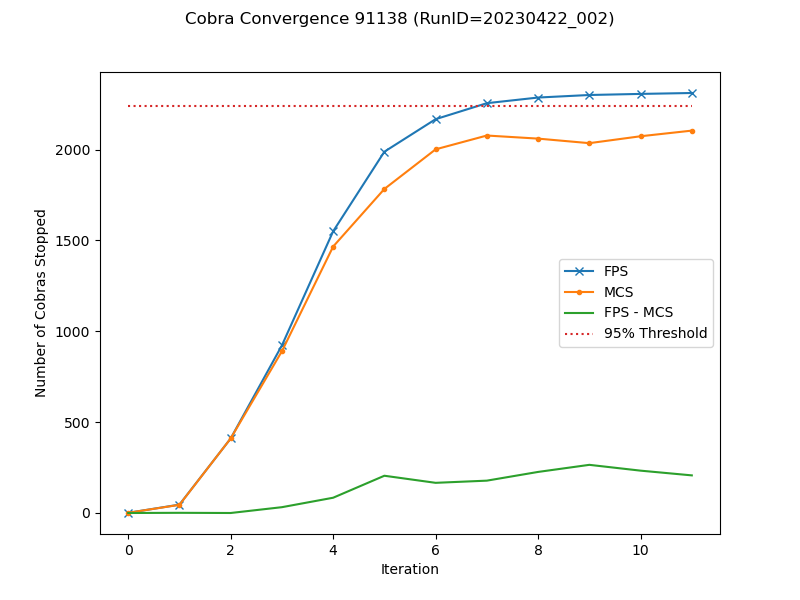 Cobra Convergence 91138 (RunID=20230422_002)
Number of Cobras Stopped
2000
1500
1000
500
0
FPS
MCS
FPS - MCS
95% Threshold
0 2 4 6 8 10
Iteration